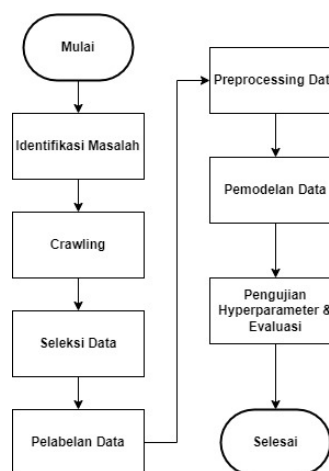 Mulai
Identifikasi Masalah
Crawling
Seleksi Data
Pelabelan Data
Preprocessing Dat
Pemodelan Data
Pengujian
Hyperparameter &
Evaluasi
Selesai